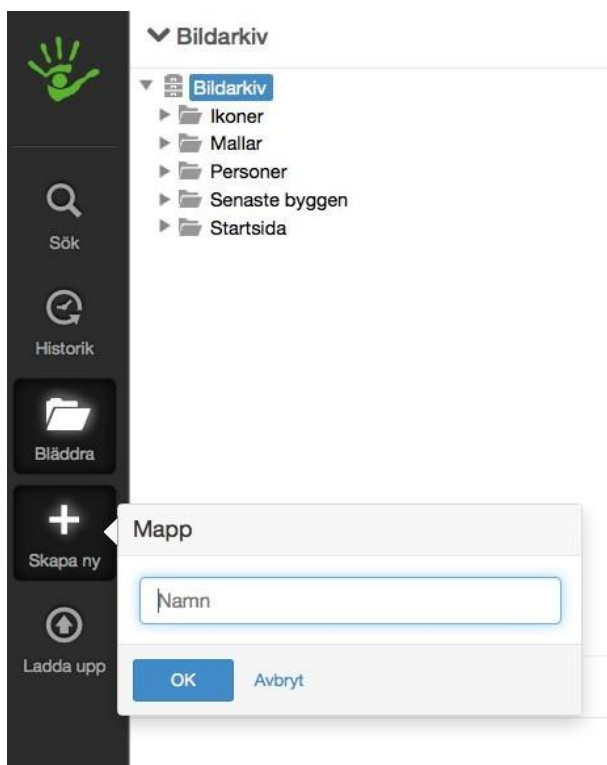 Bildarkiv
Bildarkiv
Ikoner
Mallar
Personer
Senaste byggen
Startsida
Sök
Historik
Bläddra
Skapa ny
Ladda upp
Mapp
Namn
OK Avbryt